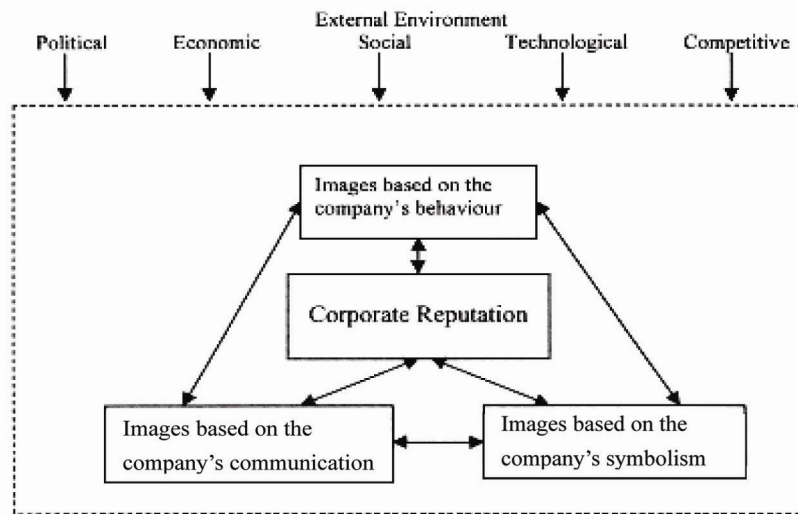 External Environment
Political Economic Social Technological Competitive
Images based on the
company's behaviour
Corporate Reputation
Images based on the
company's communication
Images based on the
company's symbolism